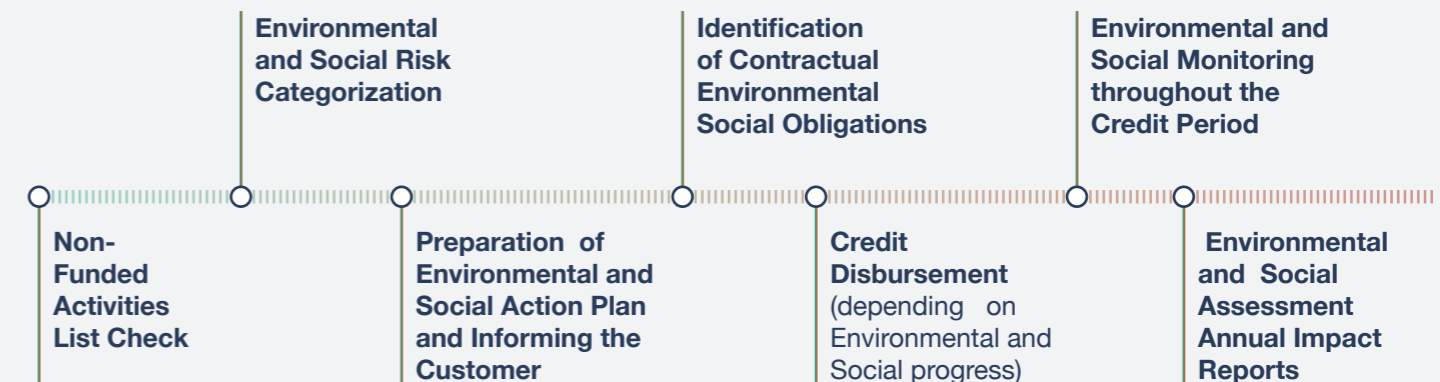 Environmental
and Social Risk
Categorization
Identification
of Contractual
Environmental
Social Obligations
Environmental and
Social Monitoring
throughout the
Credit Period
Non-
Funded
Activities
List Check
Preparation of
Environmental and
Social Action Plan
and Informing the
Customer
Credit
Disbursement
(depending on
Environmental and
Social progress)
Environmental
and Social
Assessment
Annual Impact
Reports